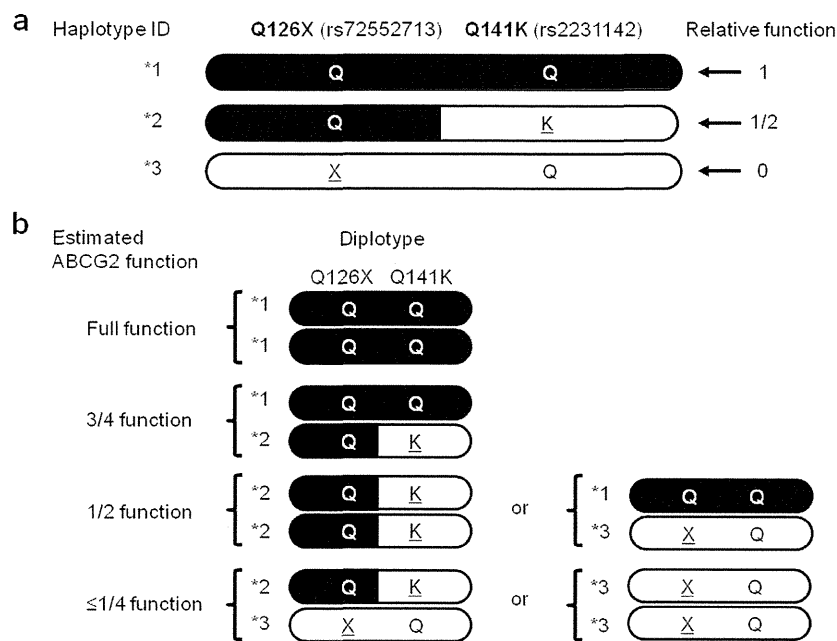 a
Haplotype ID Q126X (rs72552713) Q141K (rs2231142) Relative function
*1 Q Q 1
*2 Q K 1/2
*3 X Q 0
b
Estimated
ABCG2 function
Diplotype
Q126X Q141K
Full function
*1 Q Q
*1 Q Q
3/4 function
*1 Q Q
*2 Q K
1/2 function
*2 Q K
*2 Q K
or
*1 Q Q
*3 X Q
≤1/4 function
*2 Q K
*3 X Q
or
*3 X Q
*3 X Q